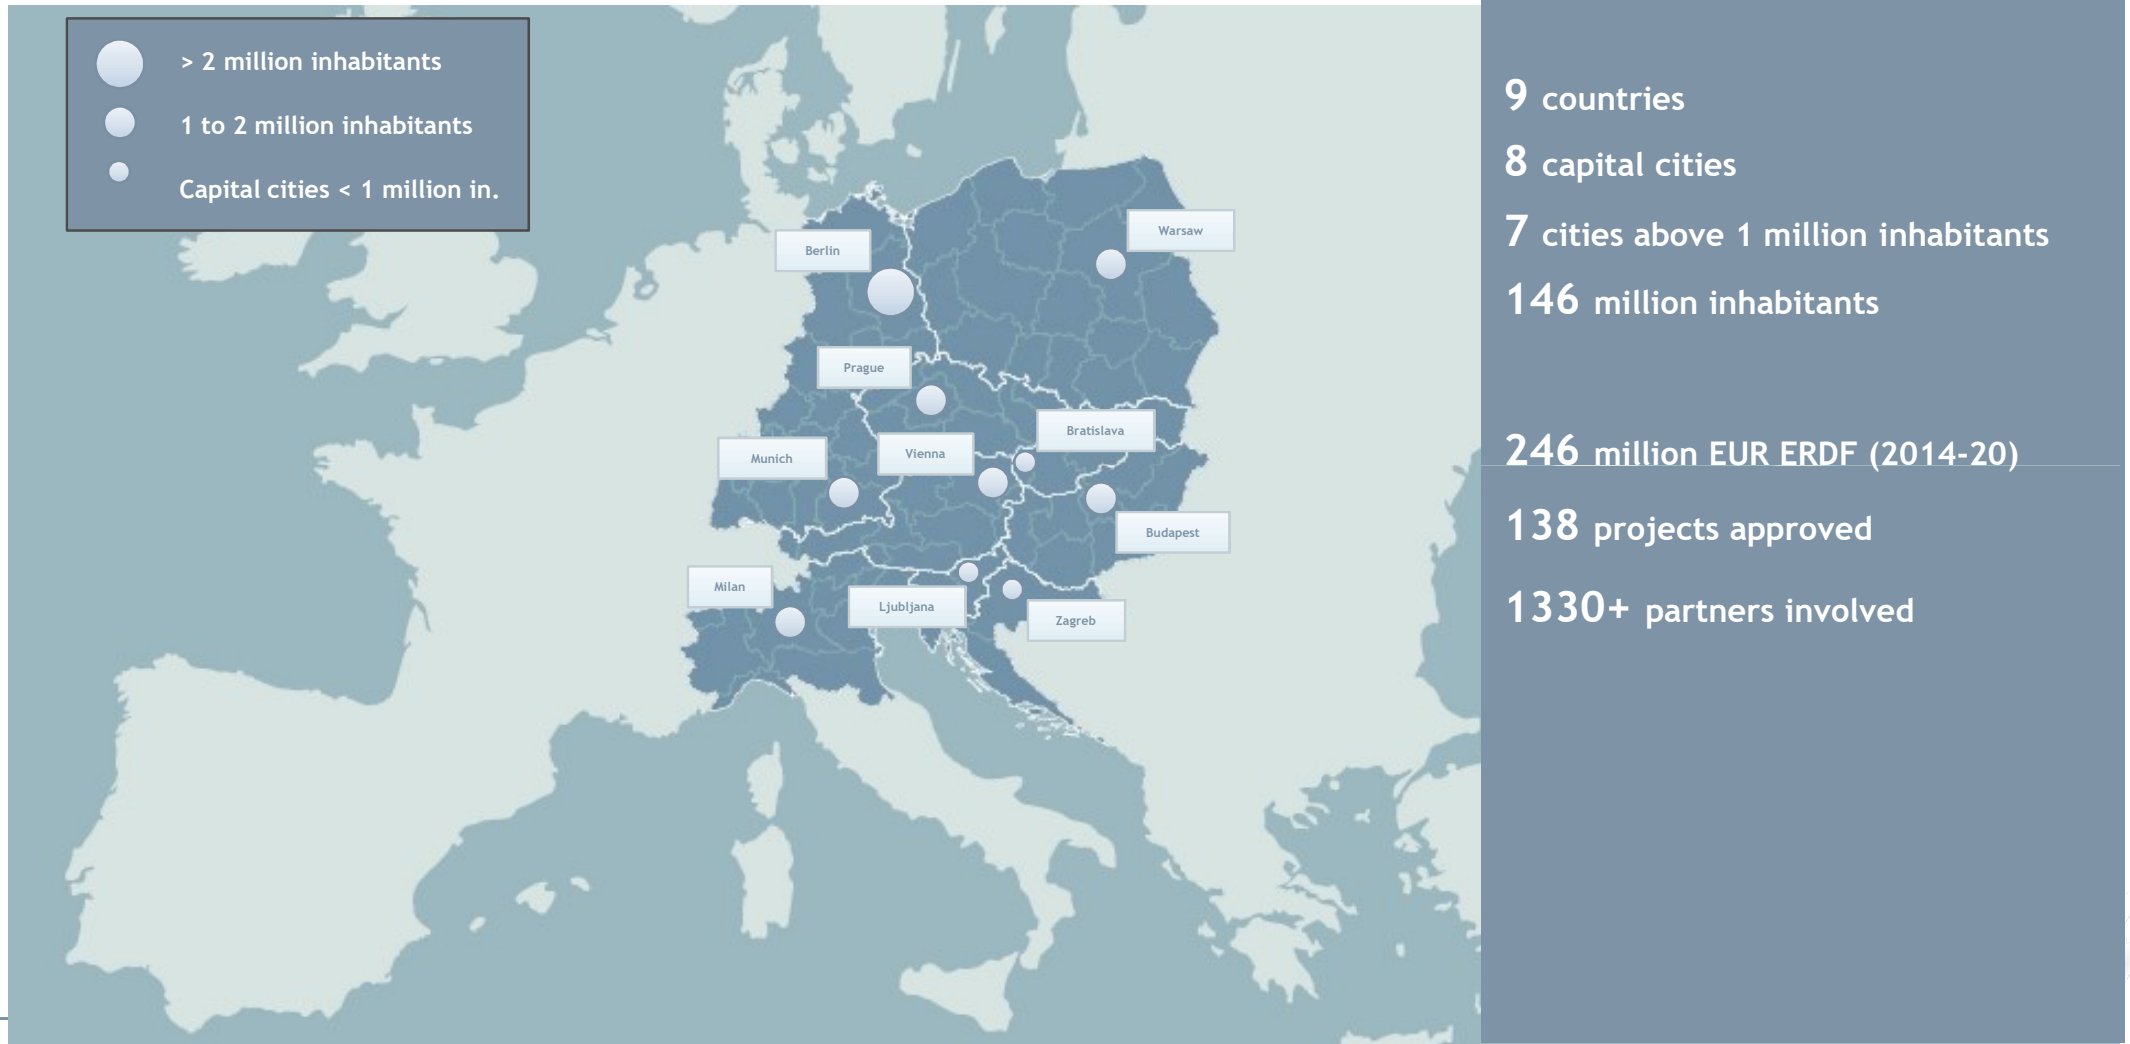 > 2 million inhabitants
1 to 2 million inhabitants
Capital cities < 1 million in.
Warsaw
Berlin
Prague
Bratislava
Vienna
Munich
Budapest
Milan
Ljubljana
Zagreb
9 countries
8 capital cities
7 cities above 1 million inhabitants
146 million inhabitants
246 million EUR ERDF (2014-20)
138 projects approved
1330+ partners involved